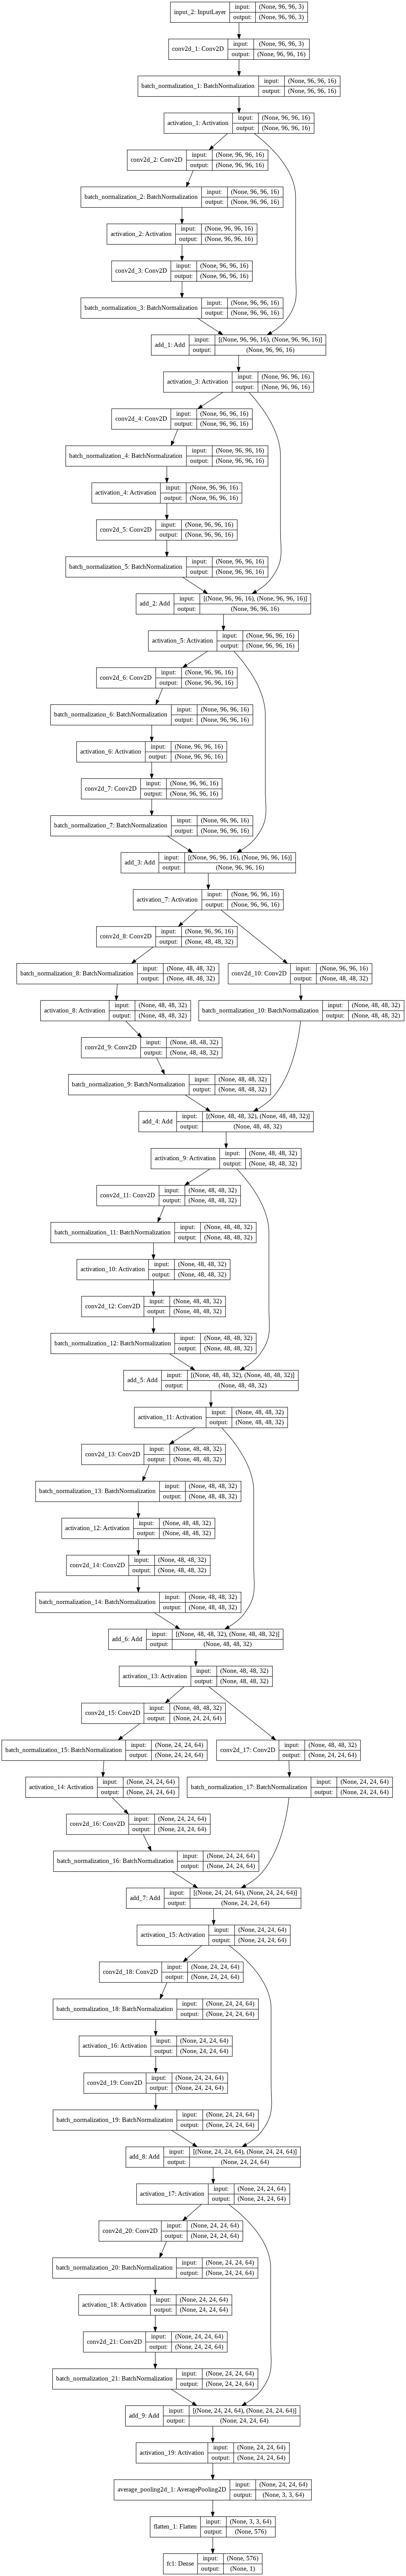 input_2: InputLayer
input: (None, 96, 96, 3)
output: (None, 96, 96, 3)
conv2d_1: Conv2D
input: (None, 96, 96, 3)
output: (None, 96, 96, 16)
batch_normalization_1: BatchNormalization
input: (None, 96, 96, 16)
output: (None, 96, 96, 16)
activation_1: Activation
input: (None, 96, 96, 16)
output: (None, 96, 96, 16)
conv2d_2: Conv2D
input: (None, 96, 96, 16)
output: (None, 96, 96, 16)
batch_normalization_2: BatchNormalization
input: (None, 96, 96, 16)
output: (None, 96, 96, 16)
activation_2: Activation
input: (None, 96, 96, 16)
output: (None, 96, 96, 16)
conv2d_3: Conv2D
input: (None, 96, 96, 16)
output: (None, 96, 96, 16)
batch_normalization_3: BatchNormalization
input: (None, 96, 96, 16)
output: (None, 96, 96, 16)
add_1: Add
input: [(None, 96, 96, 16), (None, 96, 96, 16)]
output: (None, 96, 96, 16)
activation_3: Activation
input: (None, 96, 96, 16)
output: (None, 96, 96, 16)
conv2d_4: Conv2D
input: (None, 96, 96, 16)
output: (None, 96, 96, 16)
batch_normalization_4: BatchNormalization
input: (None, 96, 96, 16)
output: (None, 96, 96, 16)
activation_4: Activation
input: (None, 96, 96, 16)
output: (None, 96, 96, 16)
conv2d_5: Conv2D
input: (None, 96, 96, 16)
output: (None, 96, 96, 16)
batch_normalization_5: BatchNormalization
input: (None, 96, 96, 16)
output: (None, 96, 96, 16)
add_2: Add
input: [(None, 96, 96, 16), (None, 96, 96, 16)]
output: (None, 96, 96, 16)
activation_5: Activation
input: (None, 96, 96, 16)
output: (None, 96, 96, 16)
conv2d_6: Conv2D
input: (None, 96, 96, 16)
output: (None, 96, 96, 16)
batch_normalization_6: BatchNormalization
input: (None, 96, 96, 16)
output: (None, 96, 96, 16)
activation_6: Activation
input: (None, 96, 96, 16)
output: (None, 96, 96, 16)
conv2d_7: Conv2D
input: (None, 96, 96, 16)
output: (None, 96, 96, 16)
batch_normalization_7: BatchNormalization
input: (None, 96, 96, 16)
output: (None, 96, 96, 16)
add_3: Add
input: [(None, 96, 96, 16), (None, 96, 96, 16)]
output: (None, 96, 96, 16)
activation_7: Activation
input: (None, 96, 96, 16)
output: (None, 96, 96, 16)
conv2d_8: Conv2D
input: (None, 96, 96, 16)
output: (None, 48, 48, 32)
batch_normalization_8: BatchNormalization
input: (None, 48, 48, 32)
output: (None, 48, 48, 32)
conv2d_10: Conv2D
input: (None, 96, 96, 16)
output: (None, 48, 48, 32)
activation_8: Activation
input: (None, 48, 48, 32)
output: (None, 48, 48, 32)
batch_normalization_10: BatchNormalization
input: (None, 48, 48, 32)
output: (None, 48, 48, 32)
conv2d_9: Conv2D
input: (None, 48, 48, 32)
output: (None, 48, 48, 32)
batch_normalization_9: BatchNormalization
input: (None, 48, 48, 32)
output: (None, 48, 48, 32)
add_4: Add
input: [(None, 48, 48, 32), (None, 48, 48, 32)]
output: (None, 48, 48, 32)
activation_9: Activation
input: (None, 48, 48, 32)
output: (None, 48, 48, 32)
conv2d_11: Conv2D
input: (None, 48, 48, 32)
output: (None, 48, 48, 32)
batch_normalization_11: BatchNormalization
input: (None, 48, 48, 32)
output: (None, 48, 48, 32)
activation_10: Activation
input: (None, 48, 48, 32)
output: (None, 48, 48, 32)
conv2d_12: Conv2D
input: (None, 48, 48, 32)
output: (None, 48, 48, 32)
batch_normalization_12: BatchNormalization
input: (None, 48, 48, 32)
output: (None, 48, 48, 32)
add_5: Add
input: [(None, 48, 48, 32), (None, 48, 48, 32)]
output: (None, 48, 48, 32)
activation_11: Activation
input: (None, 48, 48, 32)
output: (None, 48, 48, 32)
conv2d_13: Conv2D
input: (None, 48, 48, 32)
output: (None, 48, 48, 32)
batch_normalization_13: BatchNormalization
input: (None, 48, 48, 32)
output: (None, 48, 48, 32)
activation_12: Activation
input: (None, 48, 48, 32)
output: (None, 48, 48, 32)
conv2d_14: Conv2D
input: (None, 48, 48, 32)
output: (None, 48, 48, 32)
batch_normalization_14: BatchNormalization
input: (None, 48, 48, 32)
output: (None, 48, 48, 32)
add_6: Add
input: [(None, 48, 48, 32), (None, 48, 48, 32)]
output: (None, 48, 48, 32)
activation_13: Activation
input: (None, 48, 48, 32)
output: (None, 48, 48, 32)
conv2d_15: Conv2D
input: (None, 48, 48, 32)
output: (None, 24, 24, 64)
batch_normalization_15: BatchNormalization
input: (None, 24, 24, 64)
output: (None, 24, 24, 64)
conv2d_17: Conv2D
input: (None, 48, 48, 32)
output: (None, 24, 24, 64)
activation_14: Activation
input: (None, 24, 24, 64)
output: (None, 24, 24, 64)
batch_normalization_17: BatchNormalization
input: (None, 24, 24, 64)
output: (None, 24, 24, 64)
conv2d_16: Conv2D
input: (None, 24, 24, 64)
output: (None, 24, 24, 64)
batch_normalization_16: BatchNormalization
input: (None, 24, 24, 64)
output: (None, 24, 24, 64)
add_7: Add
input: [(None, 24, 24, 64), (None, 24, 24, 64)]
output: (None, 24, 24, 64)
activation_15: Activation
input: (None, 24, 24, 64)
output: (None, 24, 24, 64)
conv2d_18: Conv2D
input: (None, 24, 24, 64)
output: (None, 24, 24, 64)
batch_normalization_18: BatchNormalization
input: (None, 24, 24, 64)
output: (None, 24, 24, 64)
activation_16: Activation
input: (None, 24, 24, 64)
output: (None, 24, 24, 64)
conv2d_19: Conv2D
input: (None, 24, 24, 64)
output: (None, 24, 24, 64)
batch_normalization_19: BatchNormalization
input: (None, 24, 24, 64)
output: (None, 24, 24, 64)
add_8: Add
input: [(None, 24, 24, 64), (None, 24, 24, 64)]
output: (None, 24, 24, 64)
activation_17: Activation
input: (None, 24, 24, 64)
output: (None, 24, 24, 64)
conv2d_20: Conv2D
input: (None, 24, 24, 64)
output: (None, 24, 24, 64)
batch_normalization_20: BatchNormalization
input: (None, 24, 24, 64)
output: (None, 24, 24, 64)
activation_18: Activation
input: (None, 24, 24, 64)
output: (None, 24, 24, 64)
conv2d_21: Conv2D
input: (None, 24, 24, 64)
output: (None, 24, 24, 64)
batch_normalization_21: BatchNormalization
input: (None, 24, 24, 64)
output: (None, 24, 24, 64)
add_9: Add
input: [(None, 24, 24, 64), (None, 24, 24, 64)]
output: (None, 24, 24, 64)
activation_19: Activation
input: (None, 24, 24, 64)
output: (None, 24, 24, 64)
average_pooling2d_1: AveragePooling2D
input: (None, 24, 24, 64)
output: (None, 3, 3, 64)
flatten_1: Flatten
input: (None, 3, 3, 64)
output: (None, 576)
fc1: Dense
input: (None, 576)
output: (None, 1)